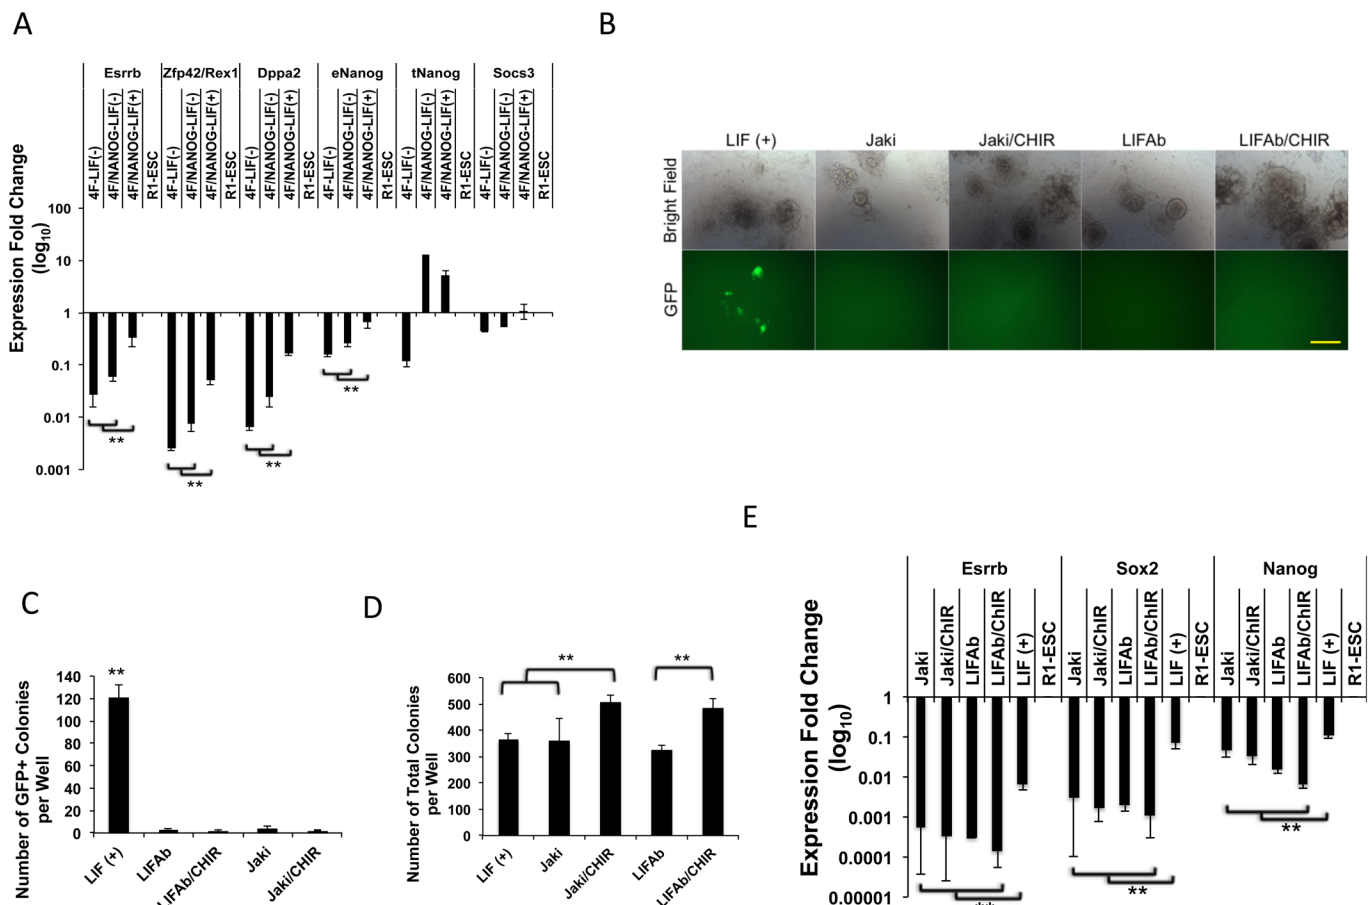 A
Esrrb Zfp42/Rex1 Dppa2 eNanog tNanog Socs3
4F-LIF(-) 4F/NANOG-LIF(-) 4F/NANOG-LIF(+) R1-ESC 4F-LIF(-) 4F/NANOG-LIF(-) 4F/NANOG-LIF(+) R1-ESC 4F-LIF(-) 4F/NANOG-LIF(-) 4F/NANOG-LIF(+) R1-ESC 4F-LIF(-) 4F/NANOG-LIF(-) 4F/NANOG-LIF(+) R1-ESC 4F-LIF(-) 4F/NANOG-LIF(-) 4F/NANOG-LIF(+) R1-ESC 4F-LIF(-) 4F/NANOG-LIF(-) 4F/NANOG-LIF(+) R1-ESC
Expression Fold Change
(log10)
100
10
1
0.1
0.01
0.001
**
**
**
**
B
LIF (+) Jaki Jaki/CHIR LIFAb LIFAb/CHIR
Bright Field
GFP
C
Number of GFP+ Colonies
per Well
140
120
100
80
60
40
20
0
**
LIF (+) LIFAb LIFAb/CHIR Jaki Jaki/CHIR
D
Number of Total Colonies
per Well
600
500
400
300
200
100
0
** **
LIF (+) Jaki Jaki/CHIR LIFAb LIFAb/CHIR
E
Esrrb Sox2 Nanog
Jaki Jaki/CHIR LIFAb LIFAb/CHIR LIF (+) R1-ESC Jaki Jaki/CHIR LIFAb LIFAb/CHIR LIF (+) R1-ESC Jaki Jaki/CHIR LIFAb LIFAb/CHIR LIF (+) R1-ESC
Expression Fold Change
(log10)
1
0.1
0.01
0.001
0.0001
0.00001
**
**
**